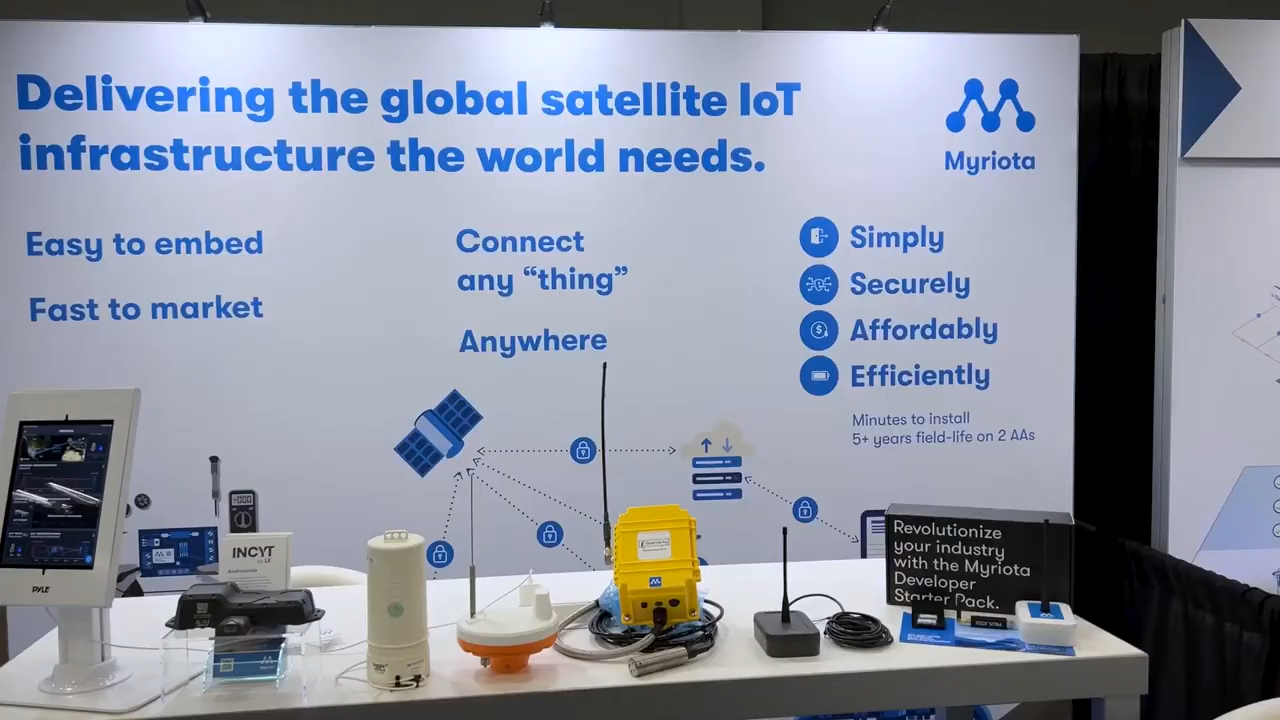 Delivering the global satellite IoT
infrastructure the world needs.
Myriota
Easy to embed
Fast to market
Connect
any “thing”
Anywhere
Simply
Securely
Affordably
Efficiently
Minutes to install
5+ years field-life on 2 AAs
PYLE
INCYT
Revolutionize
your industry
with the Myriota
Developer
Starter Pack.